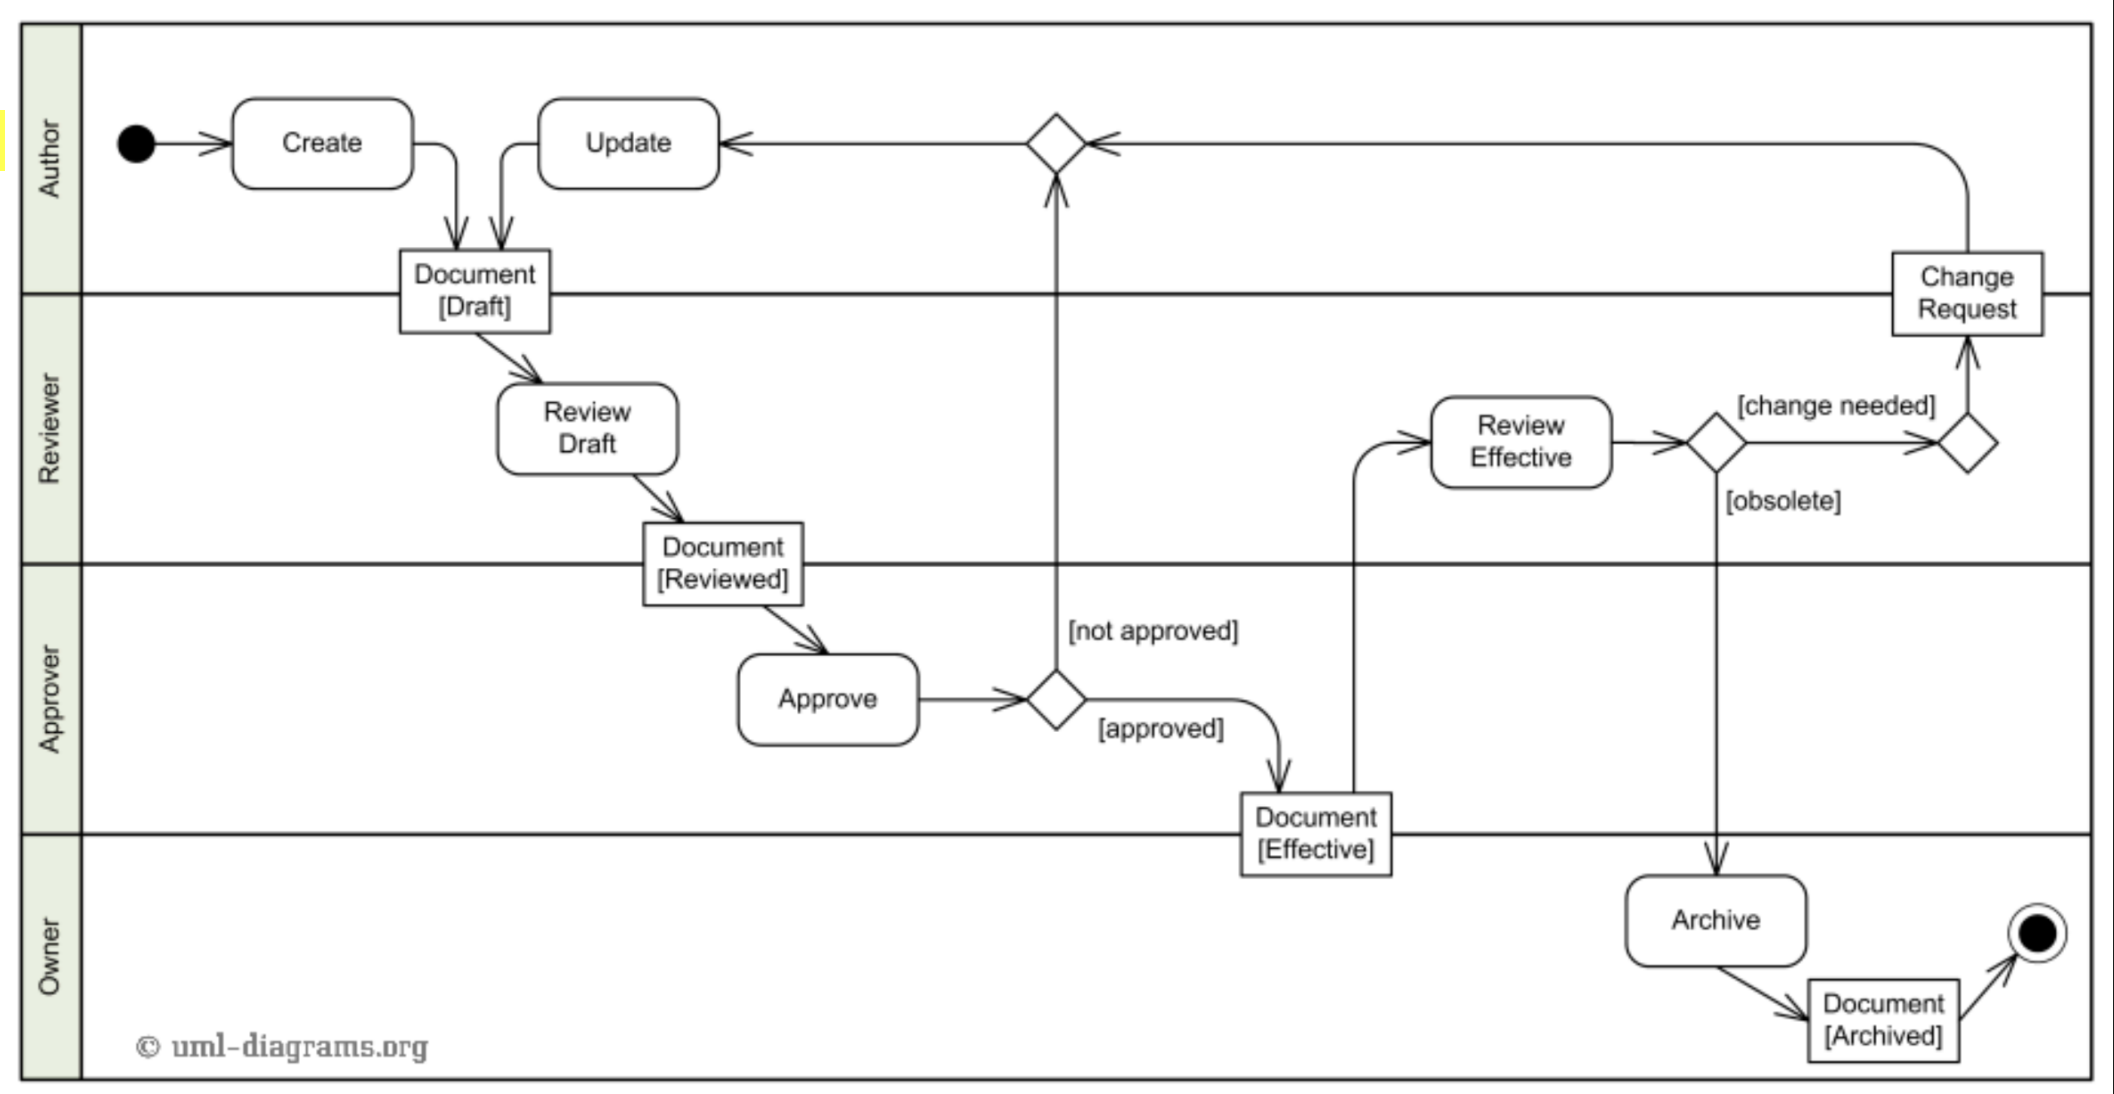 Author
Create
Update
Document
[Draft]
Change
Request
Reviewer
Review
Draft
Review
Effective
[change needed]
[obsolete]
Document
[Reviewed]
Approver
[not approved]
Approve
[approved]
Document
[Effective]
Owner
Archive
Document
[Archived]
© uml-diagrams.org